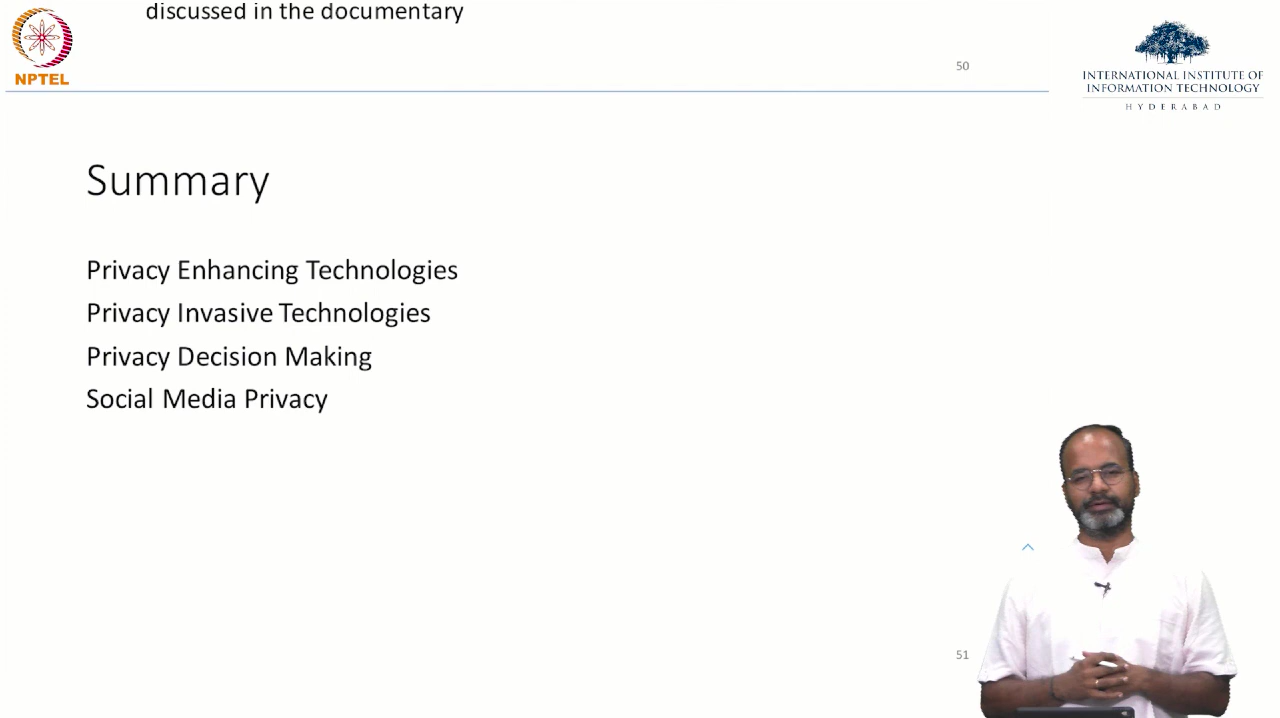 discussed in the documentary
NPTEL
50
INTERNATIONAL INSTITUTE OF
INFORMATION TECHNOLOGY
HYDERABAD
Summary
Privacy Enhancing Technologies
Privacy Invasive Technologies
Privacy Decision Making
Social Media Privacy
51